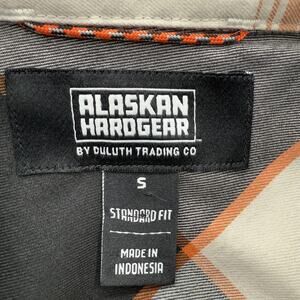 ALASKAN
HARDGEAR
BY DULUTH TRADING CO
S
STANDARD FIT
MADE IN
INDONESIA